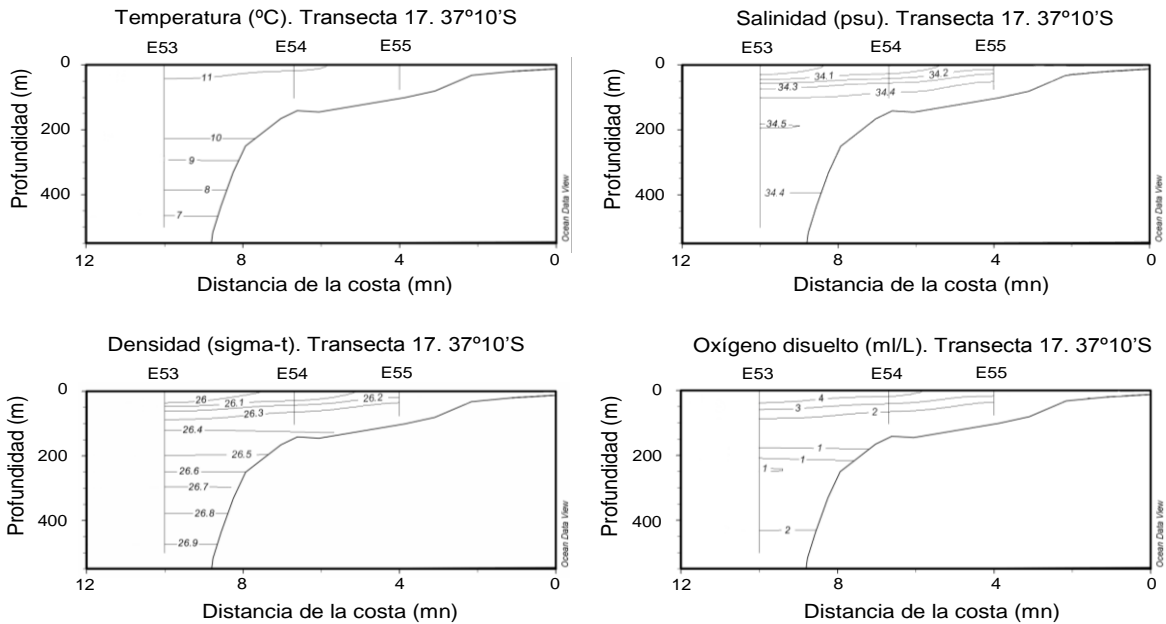 Temperatura (ºC). Transecta 17. 37º10'S
E53 E54 E55
0
200
400
12 8 4 0
11
10
9
8
7
Profundidad (m)
Distancia de la costa (mn)
Ocean Data View
Salinidad (psu). Transecta 17. 37º10'S
E53 E54 E55
0
200
400
12 8 4 0
34.1 34.2
34.3 34.4
34.5
34.4
Profundidad (m)
Distancia de la costa (mn)
Ocean Data View
Densidad (sigma-t). Transecta 17. 37º10'S
E53 E54 E55
0
200
400
12 8 4 0
26 26.1 26.2
26.3
26.4
26.5
26.6
26.7
26.8
26.9
Profundidad (m)
Distancia de la costa (mn)
Ocean Data View
Oxígeno disuelto (ml/L). Transecta 17. 37º10'S
E53 E54 E55
0
200
400
12 8 4 0
4
3 2
1
1
1
2
Profundidad (m)
Distancia de la costa (mn)
Ocean Data View